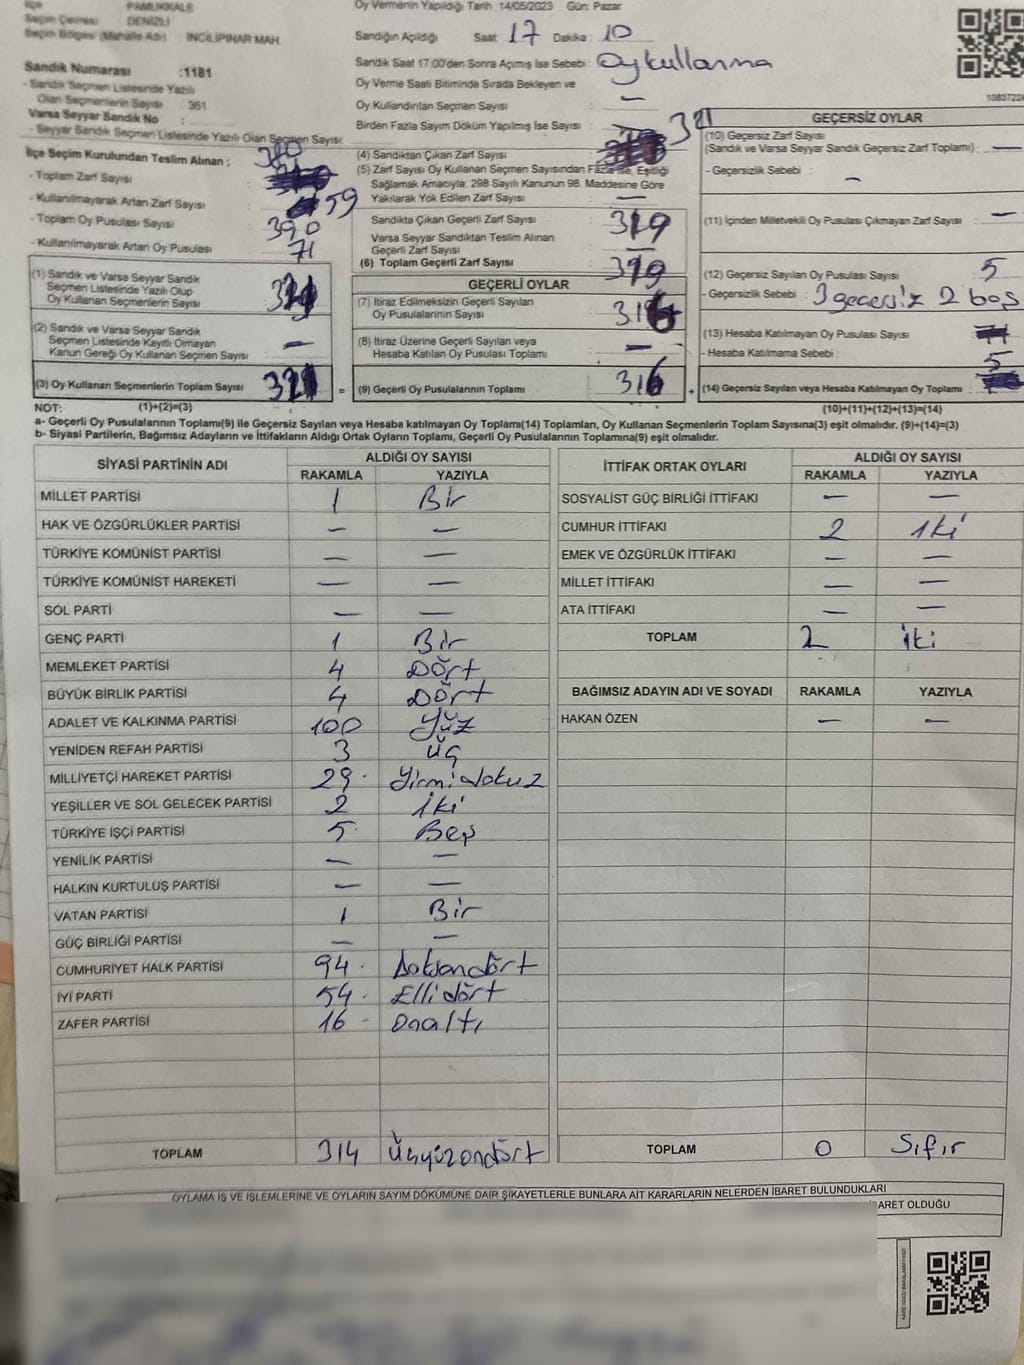 İlçe PAMUKKALE
Seçim Çevresi DENİZLİ
Seçim Bölgesi (Mahalle Adı) İNCİLİPINAR MAH.
Sandık Numarası :1181
- Sandık Seçmen Listesinde Yazılı
Olan Seçmenlerin Sayısı : 361
Varsa Seyyar Sandık No :
- Seyyar Sandık Seçmen Listesinde Yazılı Olan Seçmen Sayısı:
Oy Vermenin Yapıldığı Tarih 14/05/2023 Gün: Pazar
Sandığın Açıldığı Saat 17 Dakika : 10
Sandık Saat 17:00'den Sonra Açılmış İse Sebebi : Oy kullanma
Oy Verme Saati Bitiminde Sırada Bekleyen ve
Oy Kullandırılan Seçmen Sayısı : —
Birden Fazla Sayım Döküm Yapılmış İse Sayısı : —
İlçe Seçim Kurulundan Teslim Alınan ;
- Toplam Zarf Sayısı : 380
- Kullanılmayarak Artan Zarf Sayısı : 59
- Toplam Oy Pusulası : 390
- Kullanılmayarak Artan Oy Pusulası : 71
(1) Sandık ve Varsa Seyyar Sandık
Seçmen Listesinde Yazılı Olup
Oy Kullanan Seçmenlerin Sayısı : 321
(2) Sandık ve Varsa Seyyar Sandık
Seçmen Listesinde Kayıtlı Olmayan
Kanun Gereği Oy Kullanan Seçmen Sayısı : —
(3) Oy Kullanan Seçmenlerin Toplam Sayısı : 321 =
(4) Sandıktan Çıkan Zarf Sayısı : 321
(5) Zarf Sayısı Oy Kullanan Seçmen Sayısından Fazla ise, Eşitliği
Sağlamak Amacıyla; 298 Sayılı Kanunun 98. Maddesine Göre
Yakılarak Yok Edilen Zarf Sayısı : —
Sandıkta Çıkan Geçerli Zarf Sayısı : 319
Varsa Seyyar Sandıktan Teslim Alınan
Geçerli Zarf Sayısı : —
(6) Toplam Geçerli Zarf Sayısı : 319
GEÇERLİ OYLAR
(7) İtiraz Edilmeksizin Geçerli Sayılan
Oy Pusulalarının Sayısı : 316
(8) İtiraz Üzerine Geçerli Sayılan veya
Hesaba Katılan Oy Pusulası Toplamı : —
(9) Geçerli Oy Pusulalarının Toplamı : 316 +
GEÇERSİZ OYLAR
(10) Geçersiz Zarf Sayısı
(Sandık ve Varsa Seyyar Sandık Geçersiz Zarf Toplamı) : —
- Geçersizlik Sebebi : —
(11) İçinden Milletvekili Oy Pusulası Çıkmayan Zarf Sayısı : —
(12) Geçersiz Sayılan Oy Pusulası Sayısı : 5
- Geçersizlik Sebebi : 3 geçersiz 2 boş
(13) Hesaba Katılmayan Oy Pusulası Sayısı :
- Hesaba Katılmama Sebebi :
(14) Geçersiz Sayılan veya Hesaba Katılmayan Oy Toplamı : 5
NOT: (1)+(2)=(3) (10)+(11)+(12)+(13)=(14)
a- Geçerli Oy Pusulalarının Toplamı(9) ile Geçersiz Sayılan veya Hesaba katılmayan Oy Toplamı(14) Toplamları, Oy Kullanan Seçmenlerin Toplam Sayısına(3) eşit olmalıdır. (9)+(14)=(3)
b- Siyasi Partilerin, Bağımsız Adayların ve İttifakların Aldığı Ortak Oyların Toplamı, Geçerli Oy Pusulalarının Toplamına(9) eşit olmalıdır.
SİYASİ PARTİNİN ADI ALDIĞI OY SAYISI
RAKAMLA YAZIYLA
MİLLET PARTİSİ 1 Bir
HAK VE ÖZGÜRLÜKLER PARTİSİ — —
TÜRKİYE KOMÜNİST PARTİSİ — —
TÜRKİYE KOMÜNİST HAREKETİ — —
SOL PARTİ — —
GENÇ PARTİ 1 Bir
MEMLEKET PARTİSİ 4 Dört
BÜYÜK BİRLİK PARTİSİ 4 Dört
ADALET VE KALKINMA PARTİSİ 100 Yüz
YENİDEN REFAH PARTİSİ 3 Üç
MİLLİYETÇİ HAREKET PARTİSİ 29 Yirmidokuz
YEŞİLLER VE SOL GELECEK PARTİSİ 2 İki
TÜRKİYE İŞÇİ PARTİSİ 5 Beş
YENİLİK PARTİSİ — —
HALKIN KURTULUŞ PARTİSİ — —
VATAN PARTİSİ 1 Bir
GÜÇ BİRLİĞİ PARTİSİ — —
CUMHURİYET HALK PARTİSİ 94 Doksandört
İYİ PARTİ 54 Ellidört
ZAFER PARTİSİ 16 Onaltı
TOPLAM 314 Üçyüzondört
İTTİFAK ORTAK OYLARI ALDIĞI OY SAYISI
RAKAMLA YAZIYLA
SOSYALİST GÜÇ BİRLİĞİ İTTİFAKI — —
CUMHUR İTTİFAKI 2 İki
EMEK VE ÖZGÜRLÜK İTTİFAKI — —
MİLLET İTTİFAKI — —
ATA İTTİFAKI — —
TOPLAM 2 İki
BAĞIMSIZ ADAYIN ADI VE SOYADI RAKAMLA YAZIYLA
HAKAN ÖZEN — —
TOPLAM 0 Sıfır
OYLAMA İŞ VE İŞLEMLERİNE VE OYLARIN SAYIM DÖKÜMÜNE DAİR ŞİKAYETLERLE BUNLARA AİT KARARLARIN NELERDEN İBARET BULUNDUKLARI
İBARET OLDUĞU